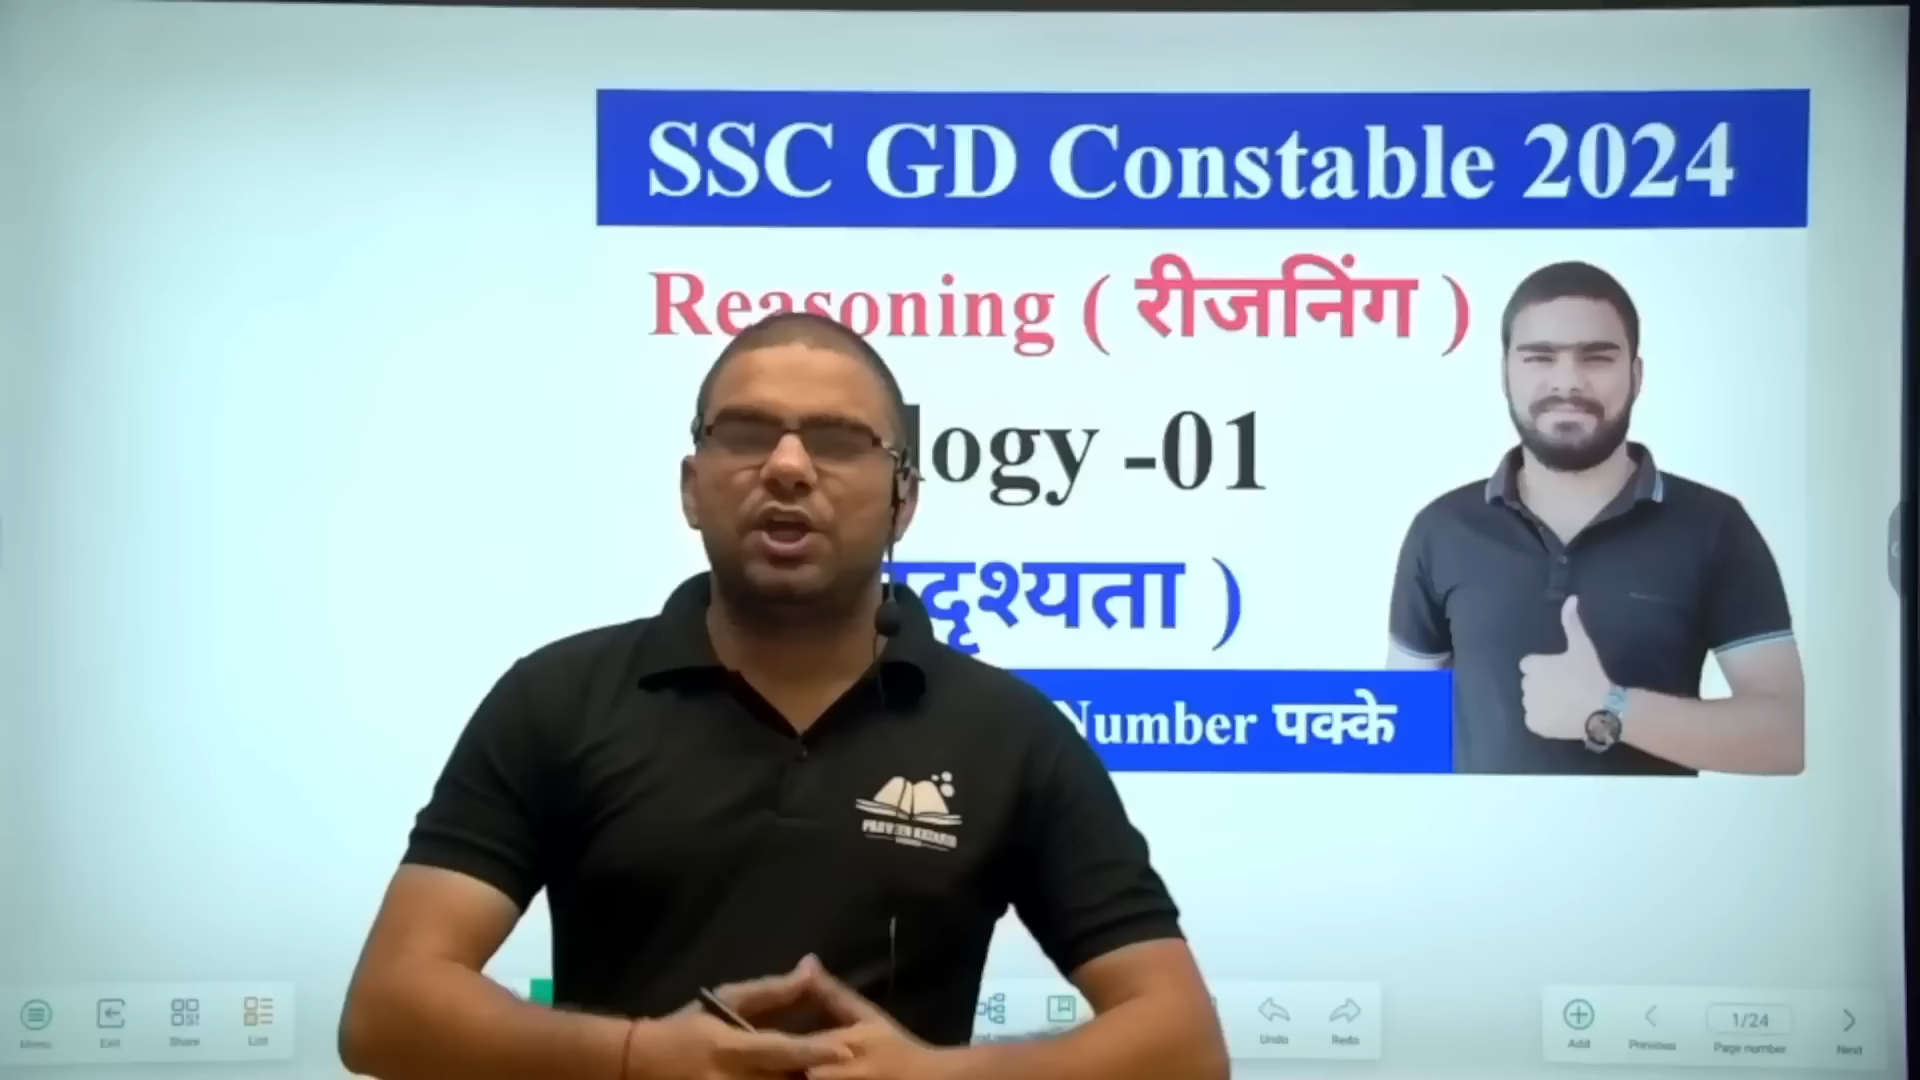 SSC GD Constable 2024
Reasoning ( रीजनिंग )
logy -01
दृश्यता )
Number पक्के
Menu
Exit
Share
List
Undo
Redo
Add
Previous
1/24
Page number
Next